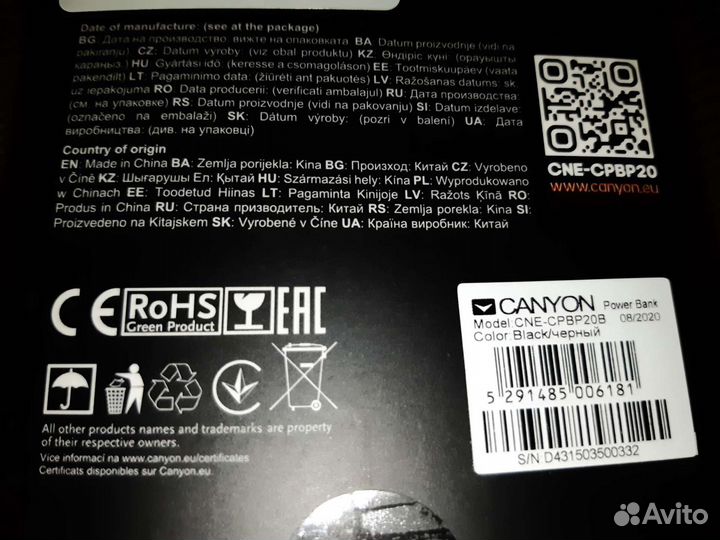 Date of manufacture: (see at the package)
BG: Дата на производство: вижте на опаковката BA: Datum proizvodnje (vidi na
pakiranju) CZ: Datum výroby (viz obal produktu) KZ: Өндіріс күні (орауышты
қараңыз.) HU Gyártási idő (keresse a csomagoláson) EE: Tootmiskuupäev (vaata
pakendilt) LT: Pagaminimo data: (žiūrėti ant pakuotės) LV: Ražošanas datums: sk.
uz iepakojuma RO: Data producerii: (verificati ambalajul) RU: Дата производства:
(см. на упаковке) RS: Datum proizvodnje (vidi na pakovanju) SI: Datum izdelave:
(označeno na embalaži) SK: Dátum výroby: (pozri v balení) UA: Дата
виробництва: (див. на упаковці)
Country of origin
EN: Made in China BA: Zemlja porijekla: Kina BG: Произход: Китай CZ: Vyrobeno
v Číně KZ: Шығарушы Ел: Қытай HU: Származási hely: Kína PL: Wyprodukowano
w Chinach EE: Toodetud Hiinas LT: Pagaminta Kinijoje LV: Ražots Ķīnā RO:
Produs in China RU: Страна призводитель: Китай RS: Zemlja porekla: Kina SI:
Proizvedeno na Kitajskem SK: Vyrobené v Číne UA: Країна виробник: Китай
CNE-CPBP20
www.canyon.eu
CE RoHS
Green Product
EAC
CANYON Power Bank
Model:CNE-CPBP20B 08/2020
Color:Black/черный
5 291485 006181
S/N:D431503500332
All other products names and trademarks are property
of their respective owners.
Více informací na www.canyon.eu/certificates
Certificats disponibles sur Canyon.eu.
Avito